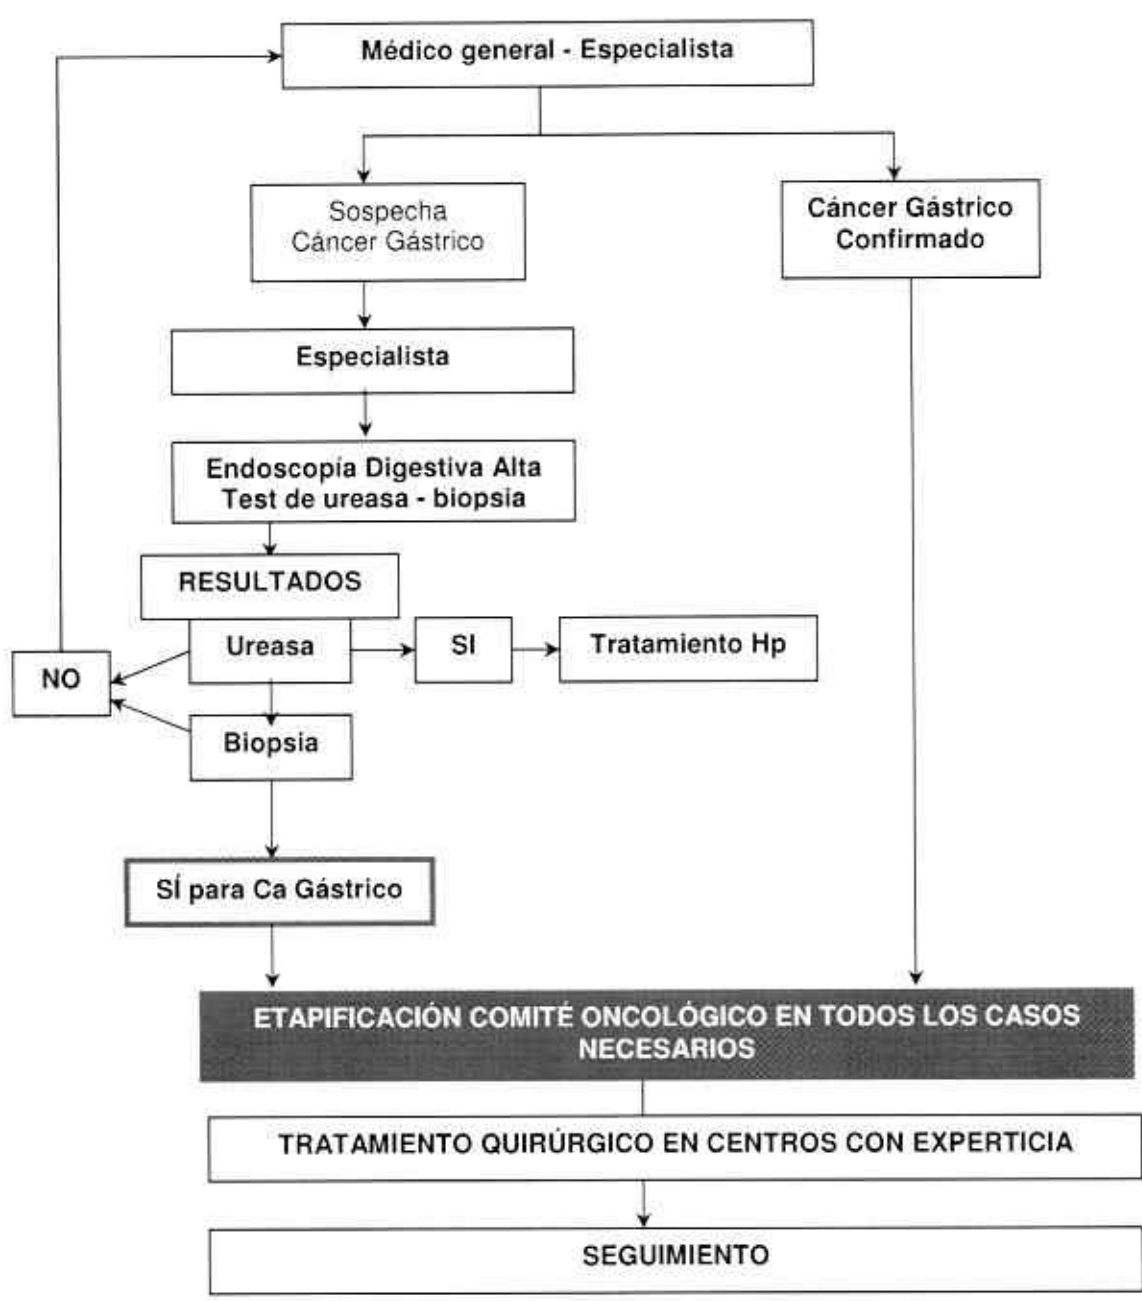 Médico general - Especialista
Sospecha
Cáncer Gástrico
Cáncer Gástrico
Confirmado
Especialista
Endoscopía Digestiva Alta
Test de ureasa - biopsia
RESULTADOS
Ureasa
SI
Tratamiento Hp
NO
Biopsia
SÍ para Ca Gástrico
ETAPIFICACIÓN COMITÉ ONCOLÓGICO EN TODOS LOS CASOS
NECESARIOS
TRATAMIENTO QUIRÚRGICO EN CENTROS CON EXPERTICIA
SEGUIMIENTO